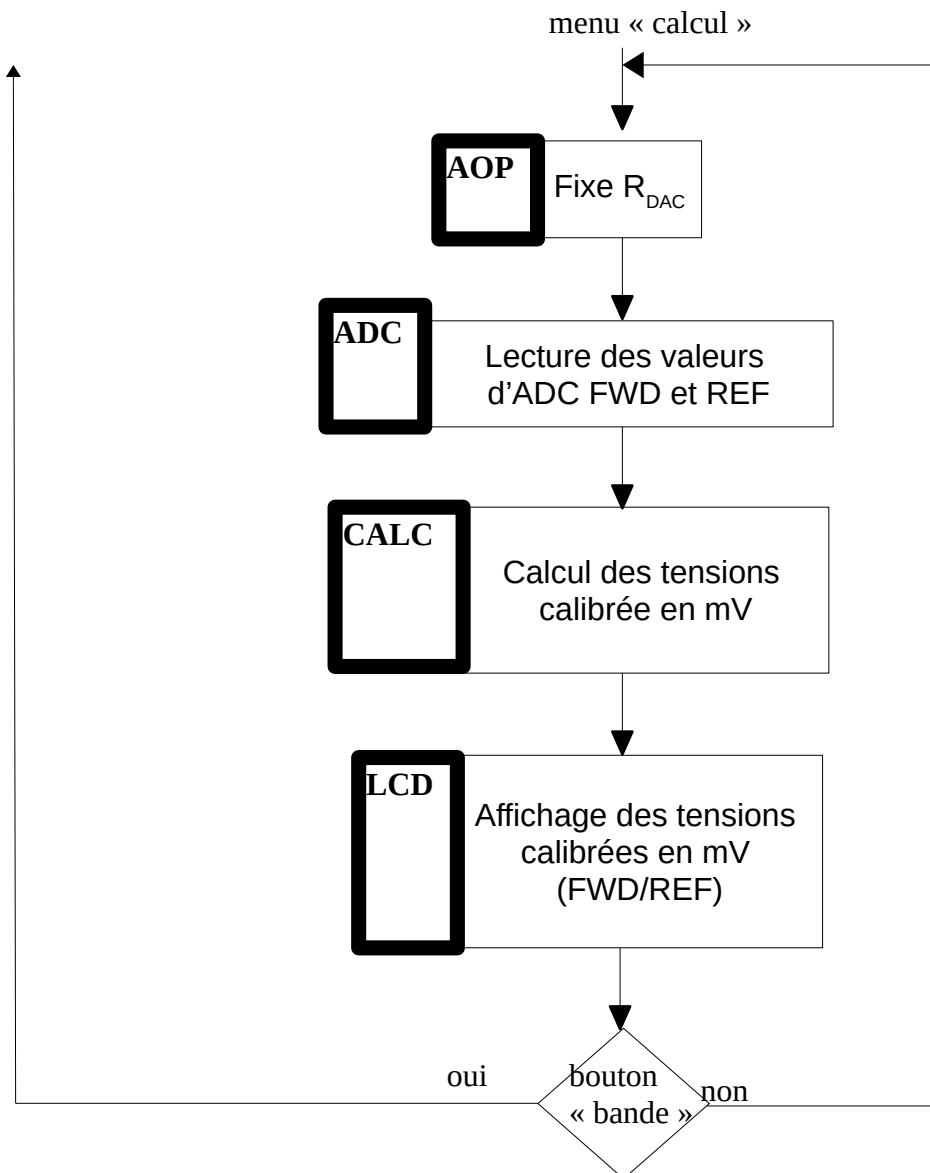 menu « calcul »
AOP
Fixe R_DAC
ADC
Lecture des valeurs
d’ADC FWD et REF
CALC
Calcul des tensions
calibrée en mV
LCD
Affichage des tensions
calibrées en mV
(FWD/REF)
oui
bouton
« bande »
non